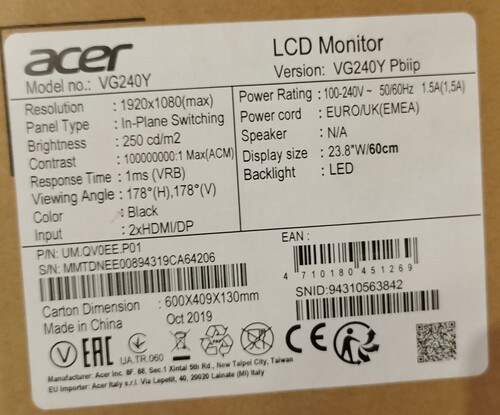 acer
LCD Monitor
Model no.: VG240Y
Version: VG240Y Pbiip
Resolution : 1920x1080(max)
Panel Type : In-Plane Switching
Brightness : 250 cd/m2
Contrast : 100000000:1 Max(ACM)
Response Time : 1ms (VRB)
Viewing Angle : 178°(H),178°(V)
Color : Black
Input : 2xHDMI/DP
Power Rating : 100-240V ~ 50/60Hz 1.5A(1,5A)
Power cord : EURO/UK(EMEA)
Speaker : N/A
Display size : 23.8"W/60cm
Backlight : LED
P/N: UM.QV0EE.P01
S/N: MMTDNEE00894319CA64206
EAN :
4 710180 451269
SNID:94310563842
Carton Dimension : 600X409X130mm
Made in China Oct 2019
V EAC UA.TR.060 CE
Manufacturer: Acer Inc. 8F, 88, Sec.1 Xintai 5th Rd., New Taipei City, Taiwan
EU Importer: Acer Italy s.r.l. Via Lepetit, 40, 20020 Lainate (MI) Italy